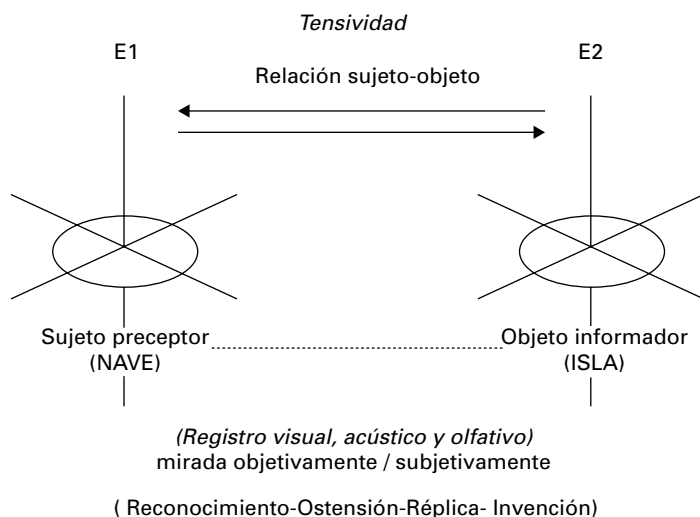 Tensividad
E1
E2
Relación sujeto-objeto
Sujeto preceptor
(NAVE)
Objeto informador
(ISLA)
(Registro visual, acústico y olfativo)
mirada objetivamente / subjetivamente
( Reconocimiento-Ostensión-Réplica- Invención)